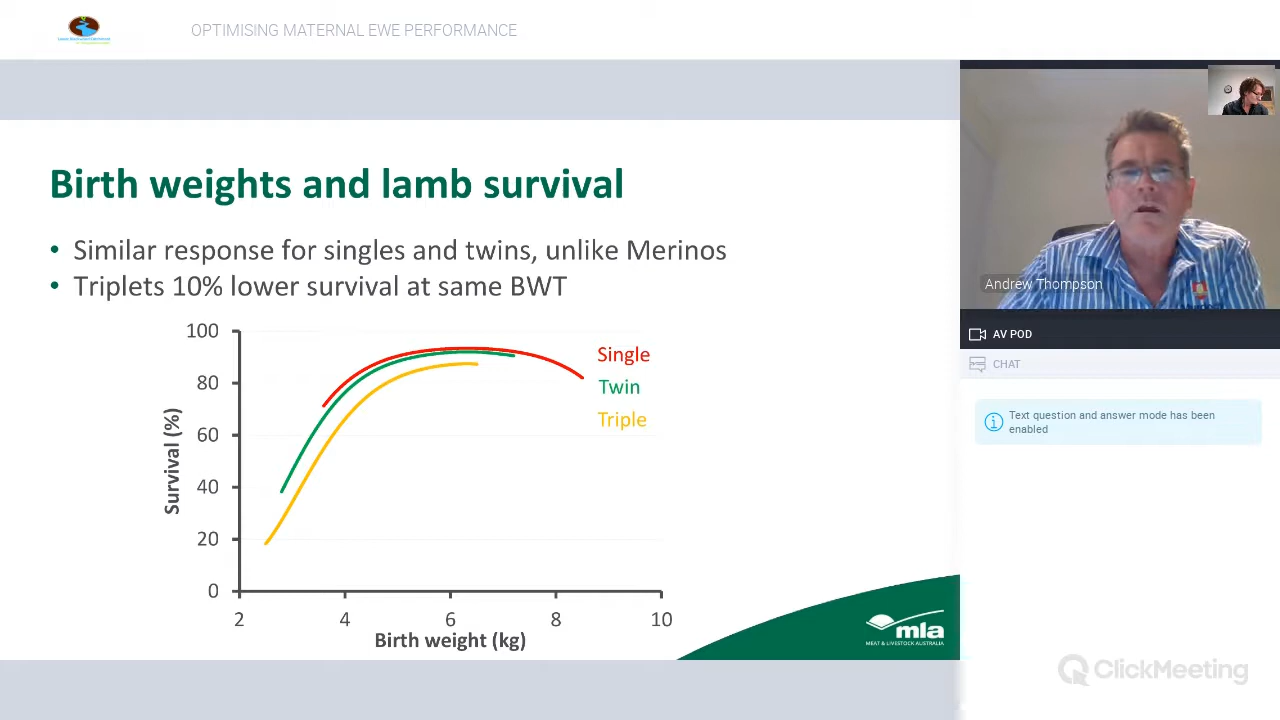 OPTIMISING MATERNAL EWE PERFORMANCE
Birth weights and lamb survival
• Similar response for singles and twins, unlike Merinos
• Triplets 10% lower survival at same BWT
100
80
60
40
20
0
Survival (%)
2 4 6 8 10
Birth weight (kg)
Single
Twin
Triple
mla
MEAT & LIVESTOCK AUSTRALIA
Andrew Thompson
AV POD
CHAT
Text question and answer mode has been
enabled
ClickMeeting